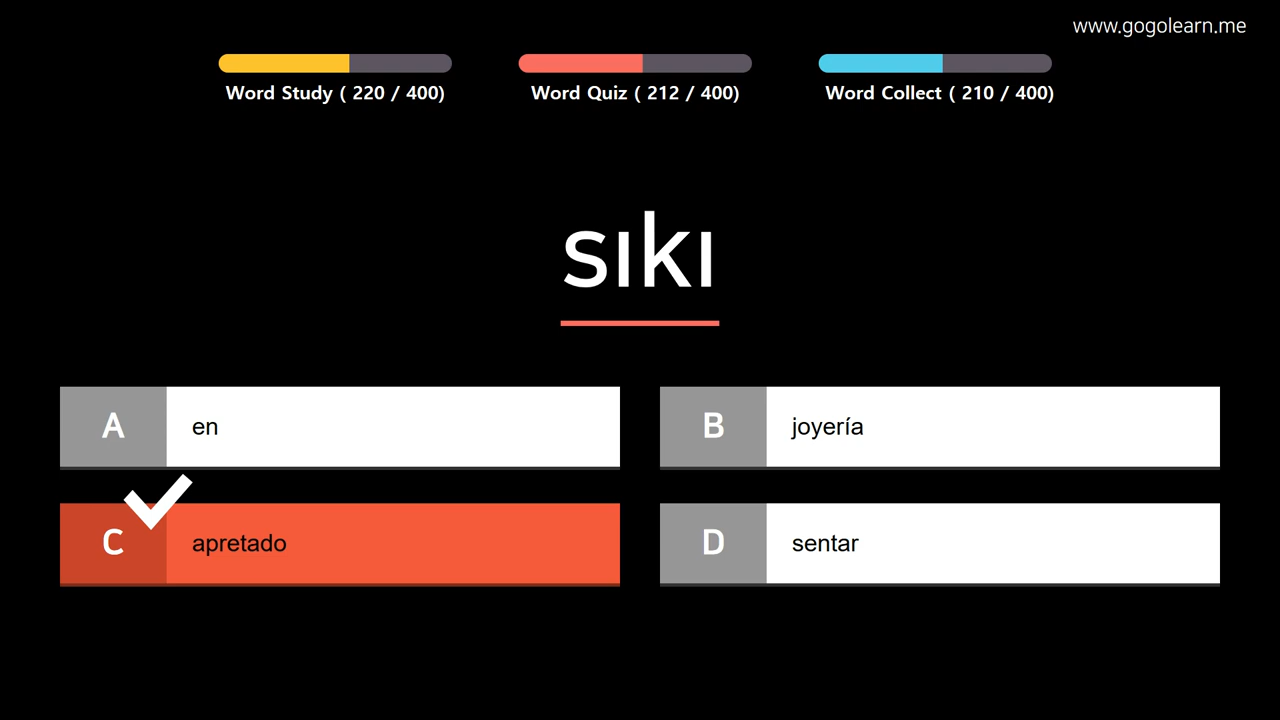 www.gogolearn.me
Word Study ( 220 / 400)
Word Quiz ( 212 / 400)
Word Collect ( 210 / 400)
sıkı
A en
B joyería
C apretado
D sentar